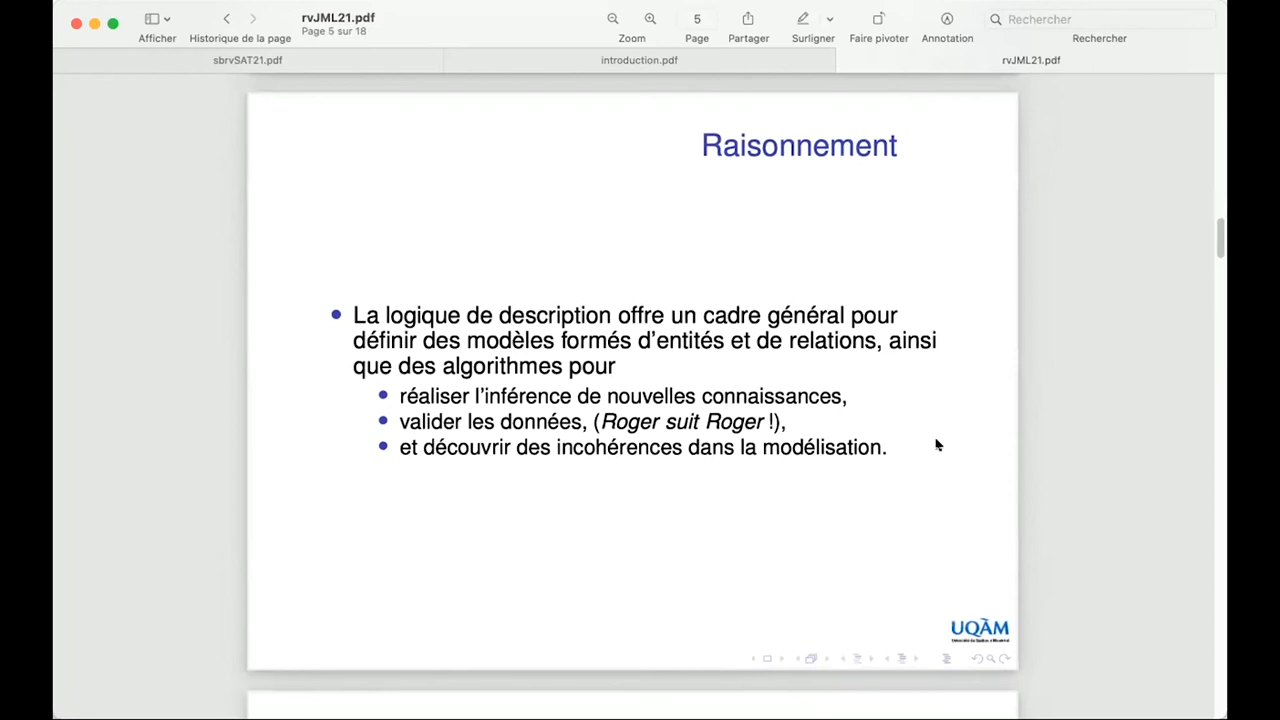 rvJML21.pdf
Page 5 sur 18
5
Rechercher
Afficher
Historique de la page
Zoom
Page
Partager
Surligner
Faire pivoter
Annotation
Rechercher
sbrvSAT21.pdf
introduction.pdf
rvJML21.pdf
Raisonnement
La logique de description offre un cadre général pour
définir des modèles formés d'entités et de relations, ainsi
que des algorithmes pour
réaliser l'inférence de nouvelles connaissances,
valider les données, (Roger suit Roger !),
et découvrir des incohérences dans la modélisation.
UQÀM
Université du Québec à Montréal